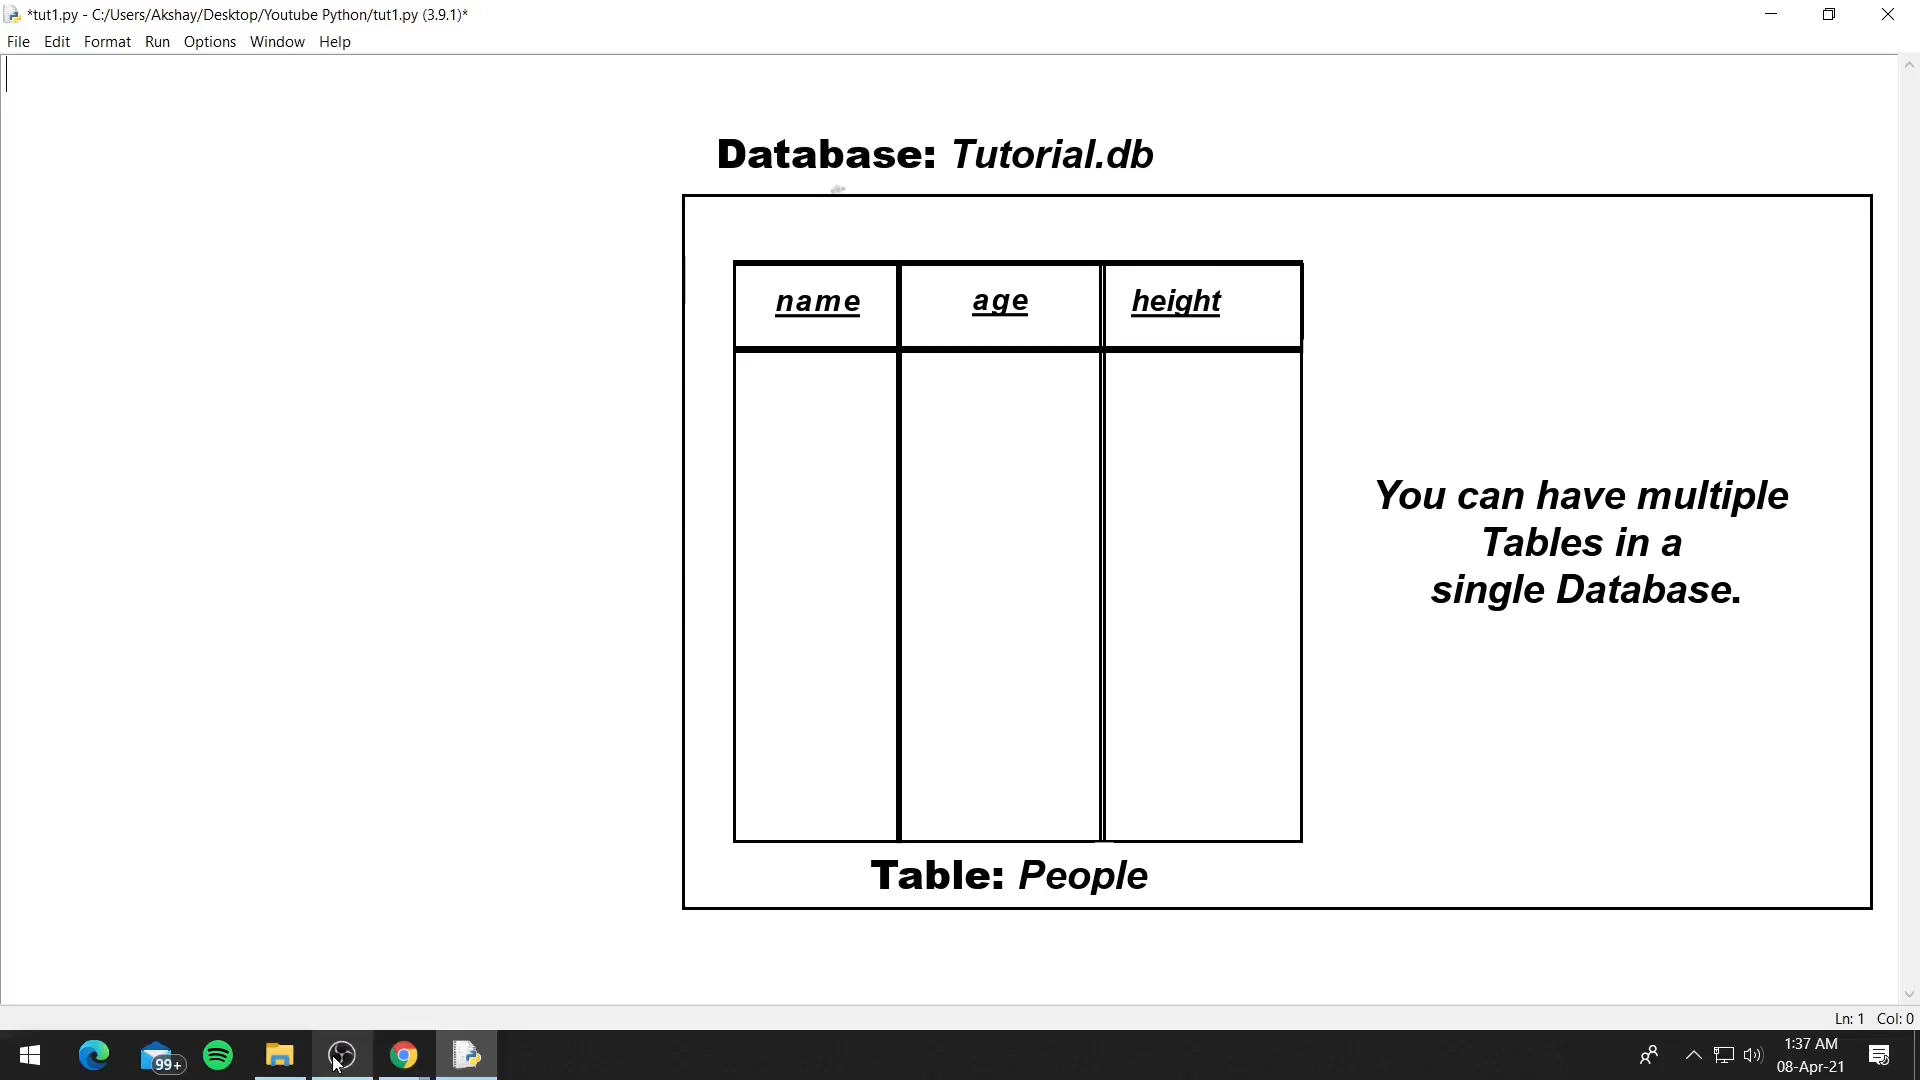 *tut1.py - C:/Users/Akshay/Desktop/Youtube Python/tut1.py (3.9.1)*
File Edit Format Run Options Window Help
Database: Tutorial.db
name age height
You can have multiple
Tables in a
single Database.
Table: People
Ln: 1 Col: 0
99+
1:37 AM
08-Apr-21